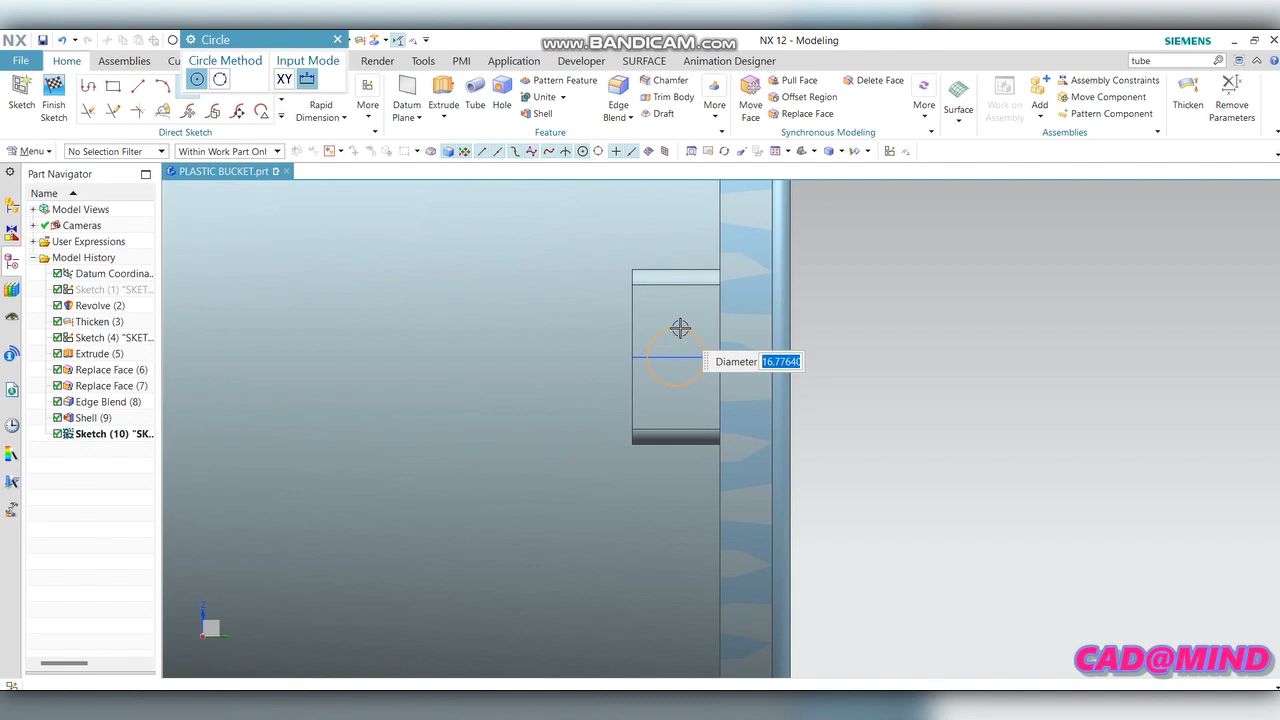 NX
Circle
www.BANDICAM.com
NX 12 - Modeling
SIEMENS
File
Home
Assemblies
Cu
Circle Method
Input Mode
Render
Tools
PMI
Application
Developer
SURFACE
Animation Designer
tube
XY
Sketch
Finish Sketch
Rapid Dimension
More
Direct Sketch
Datum Plane
Extrude
Tube
Hole
Pattern Feature
Unite
Shell
Edge Blend
Chamfer
Trim Body
Draft
More
Feature
Move Face
Pull Face
Offset Region
Replace Face
Delete Face
More
Synchronous Modeling
Surface
Work on Assembly
Add
Assembly Constraints
Move Component
Pattern Component
Assemblies
Thicken
Remove Parameters
Menu
No Selection Filter
Within Work Part Onl
Part Navigator
PLASTIC BUCKET.prt
Name
Model Views
Cameras
User Expressions
Model History
Datum Coordina...
Sketch (1) "SKET...
Revolve (2)
Thicken (3)
Sketch (4) "SKET...
Extrude (5)
Replace Face (6)
Replace Face (7)
Edge Blend (8)
Shell (9)
Sketch (10) "SK...
Diameter
16.77640
Z
CAD@MIND